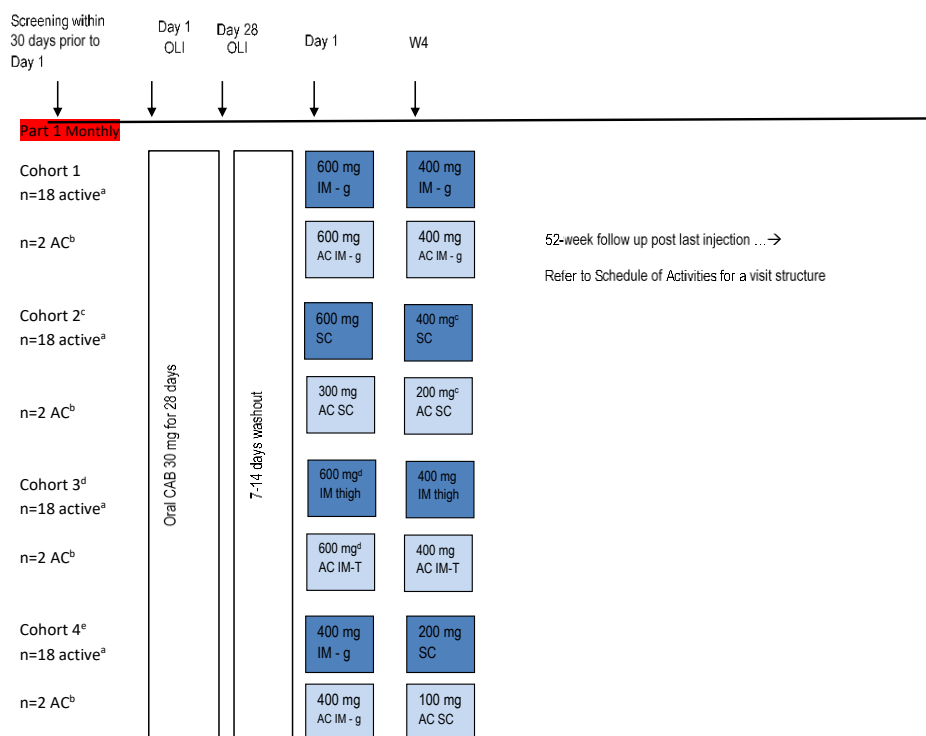 Screening within
30 days prior to
Day 1
Day 1
OLI
Day 28
OLI
Day 1
W4
Part 1 Monthly
Cohort 1
n=18 activeᵃ
600 mg
IM - g
400 mg
IM - g
n=2 ACᵇ
600 mg
AC IM - g
400 mg
AC IM - g
52-week follow up post last injection ...→
Refer to Schedule of Activities for a visit structure
Cohort 2ᶜ
n=18 activeᵃ
600 mg
SC
400 mgᶜ
SC
n=2 ACᵇ
300 mg
AC SC
200 mgᶜ
AC SC
Oral CAB 30 mg for 28 days
7-14 days washout
Cohort 3ᵈ
n=18 activeᵃ
600 mgᵈ
IM thigh
400 mg
IM thigh
n=2 ACᵇ
600 mgᵈ
AC IM-T
400 mg
AC IM-T
Cohort 4ᵉ
n=18 activeᵃ
400 mg
IM - g
200 mg
SC
n=2 ACᵇ
400 mg
AC IM - g
100 mg
AC SC